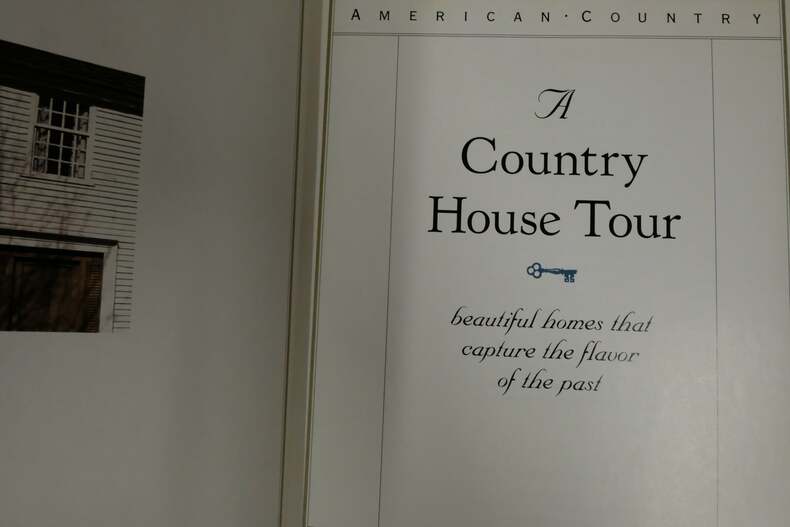 AMERICAN·COUNTRY
A
Country
House Tour
beautiful homes that
capture the flavor
of the past